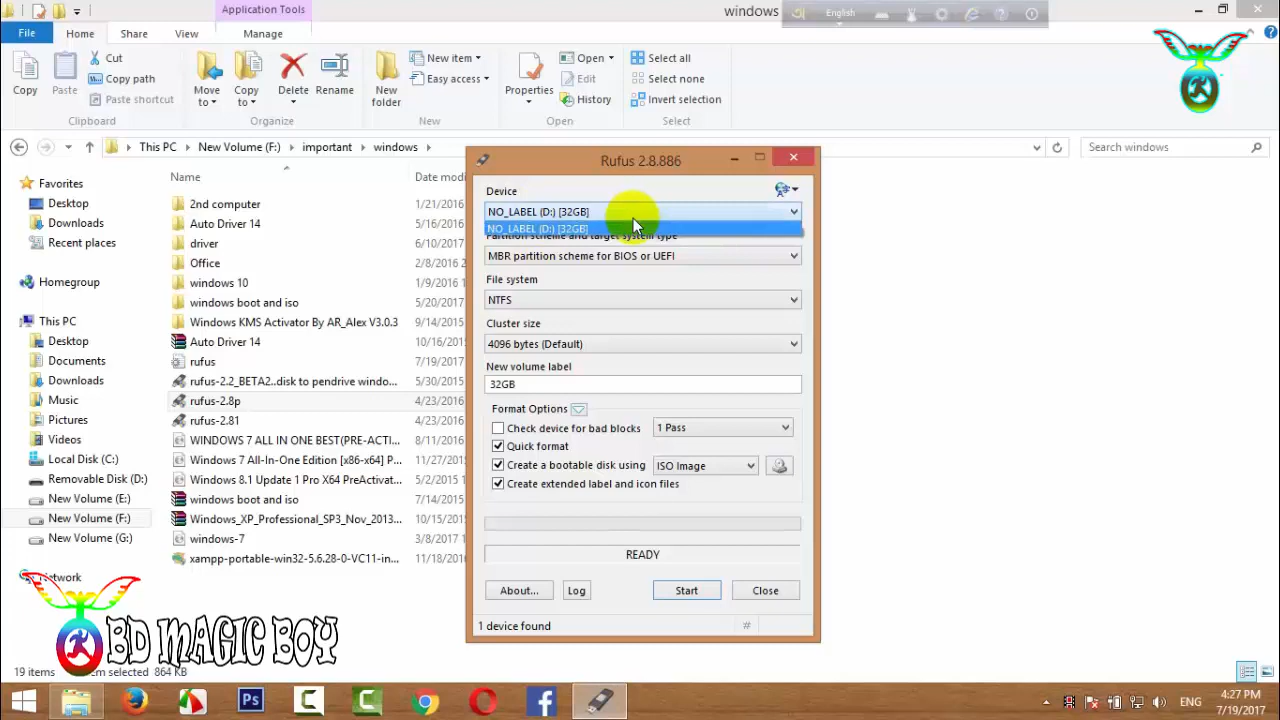 Application Tools
windows
English
File
Home
Share
View
Manage
Copy
Paste
Cut
Copy path
Paste shortcut
Clipboard
Move to
Copy to
Delete
Rename
Organize
New folder
New item
Easy access
New
Properties
Open
Edit
History
Open
Select all
Select none
Invert selection
Select
This PC
New Volume (F:)
important
windows
Search windows
Favorites
Desktop
Downloads
Recent places
Homegroup
This PC
Desktop
Documents
Downloads
Music
Pictures
Videos
Local Disk (C:)
Removable Disk (D:)
New Volume (E:)
New Volume (F:)
New Volume (G:)
Name
Date mod
2nd computer 1/21/2016
Auto Driver 14 5/16/2016
driver 6/10/2017
Office 2/8/2016
windows 10 1/9/2016
windows boot and iso 5/20/2017
Windows KMS Activator By AR_Alex V3.0.3 9/14/2015
Auto Driver 14 10/16/2015
rufus 7/19/2017
rufus-2.2_BETA2..disk to pendrive windo... 5/30/2015
rufus-2.8p 4/23/2016
rufus-2.81 4/23/2016
WINDOWS 7 ALL IN ONE BEST(PRE-ACTI... 8/11/2016
Windows 7 All-In-One Edition [x86-x64] P... 11/27/2015
Windows 8.1 Update 1 Pro X64 PreActivat... 5/2/2015
windows boot and iso 7/14/2015
Windows_XP_Professional_SP3_Nov_2013... 10/15/2015
windows-7 3/8/2017
xampp-portable-win32-5.6.28-0-VC11-in... 11/18/2016
Rufus 2.8.886
Device
NO_LABEL (D:) [32GB]
NO_LABEL (D:) [32GB]
Partition scheme and target system type
MBR partition scheme for BIOS or UEFI
File system
NTFS
Cluster size
4096 bytes (Default)
New volume label
32GB
Format Options
Check device for bad blocks
1 Pass
Quick format
Create a bootable disk using
ISO Image
Create extended label and icon files
READY
About...
Log
Start
Close
1 device found
#
K
K
BD MAGIC BOY
19 items
em selected 864 KB
Ps
ENG
4:27 PM
7/19/2017